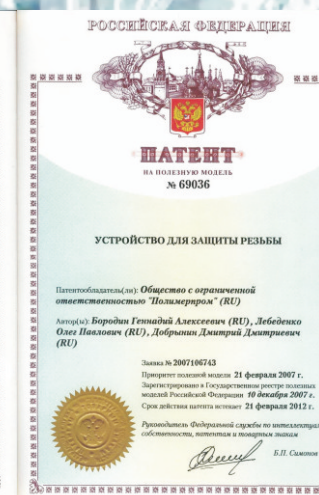 РОССИЙСКАЯ ФЕДЕРАЦИЯ
ПАТЕНТ
НА ПОЛЕЗНУЮ МОДЕЛЬ
№ 69036
УСТРОЙСТВО ДЛЯ ЗАЩИТЫ РЕЗЬБЫ
Патентообладатель(ли): Общество с ограниченной
ответственностью "Полимерпром" (RU)
Автор(ы): Бородин Геннадий Алексеевич (RU), Лебеденко
Олег Павлович (RU), Добрынин Дмитрий Дмитриевич
(RU)
Заявка № 2007106743
Приоритет полезной модели 21 февраля 2007 г.
Зарегистрировано в Государственном реестре полезных
моделей Российской Федерации 10 декабря 2007 г.
Срок действия патента истекает 21 февраля 2012 г.
Руководитель Федеральной службы по интеллектуал
собственности, патентам и товарным знакам
Б.П. Симонов